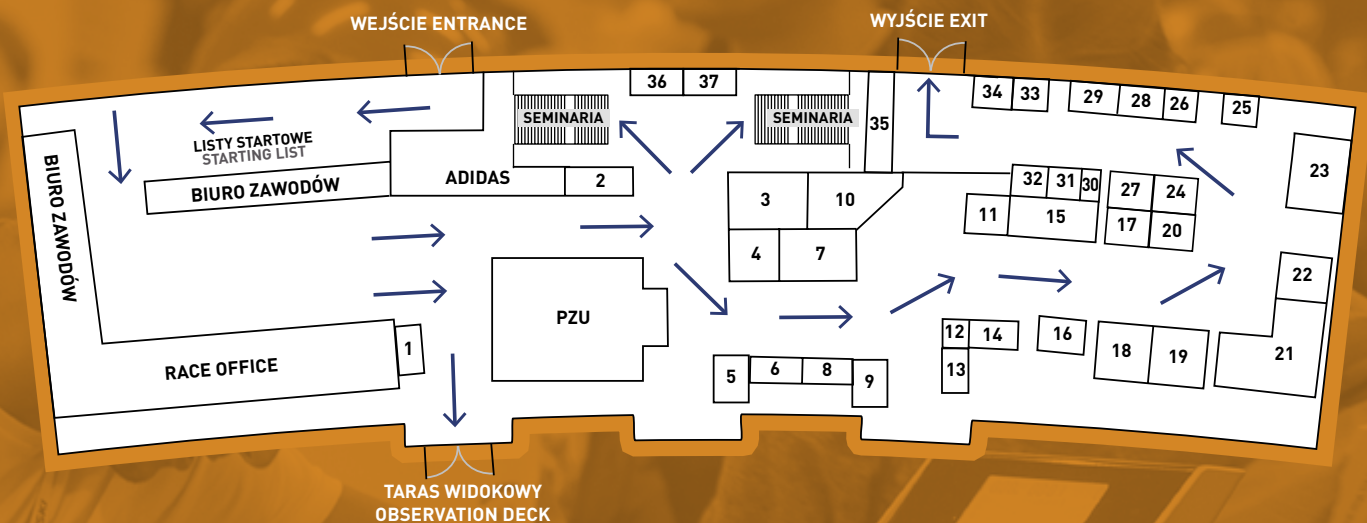 WEJŚCIE ENTRANCE
WYJŚCIE EXIT
36
37
34
33
29
28
26
25
SEMINARIA
SEMINARIA
35
LISTY STARTOWE
STARTING LIST
BIURO ZAWODÓW
BIURO ZAWODÓW
ADIDAS
2
3
10
4
7
32
31
30
11
15
27
24
17
20
23
22
PZU
RACE OFFICE
1
5
6
8
9
12
14
13
16
18
19
21
TARAS WIDOKOWY
OBSERVATION DECK